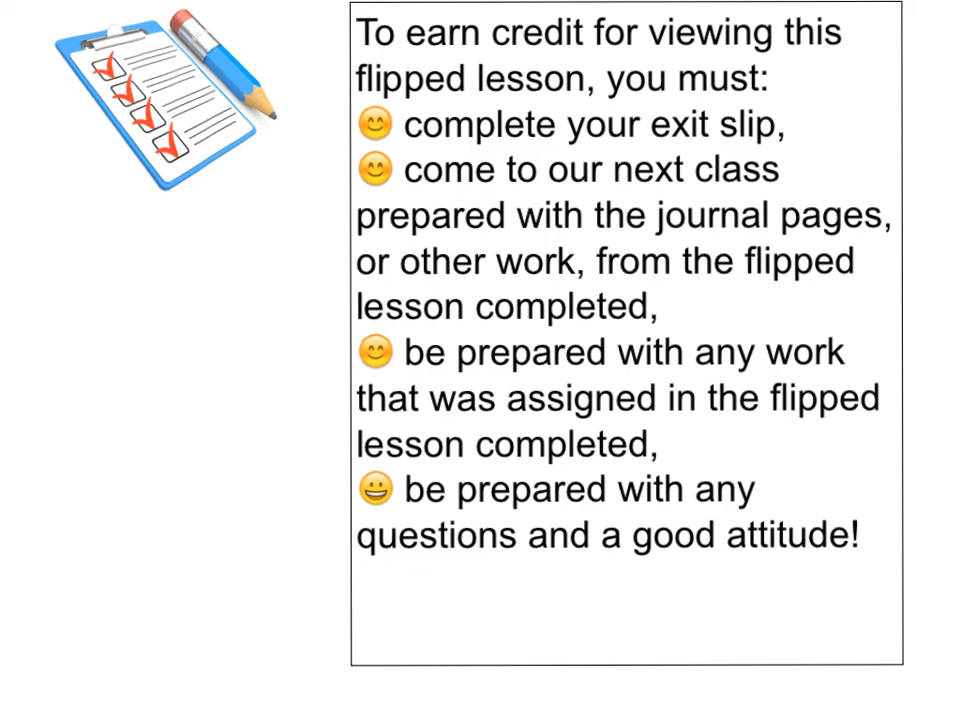 To earn credit for viewing this
flipped lesson, you must:
😊 complete your exit slip,
😊 come to our next class
prepared with the journal pages,
or other work, from the flipped
lesson completed,
😊 be prepared with any work
that was assigned in the flipped
lesson completed,
😀 be prepared with any
questions and a good attitude!